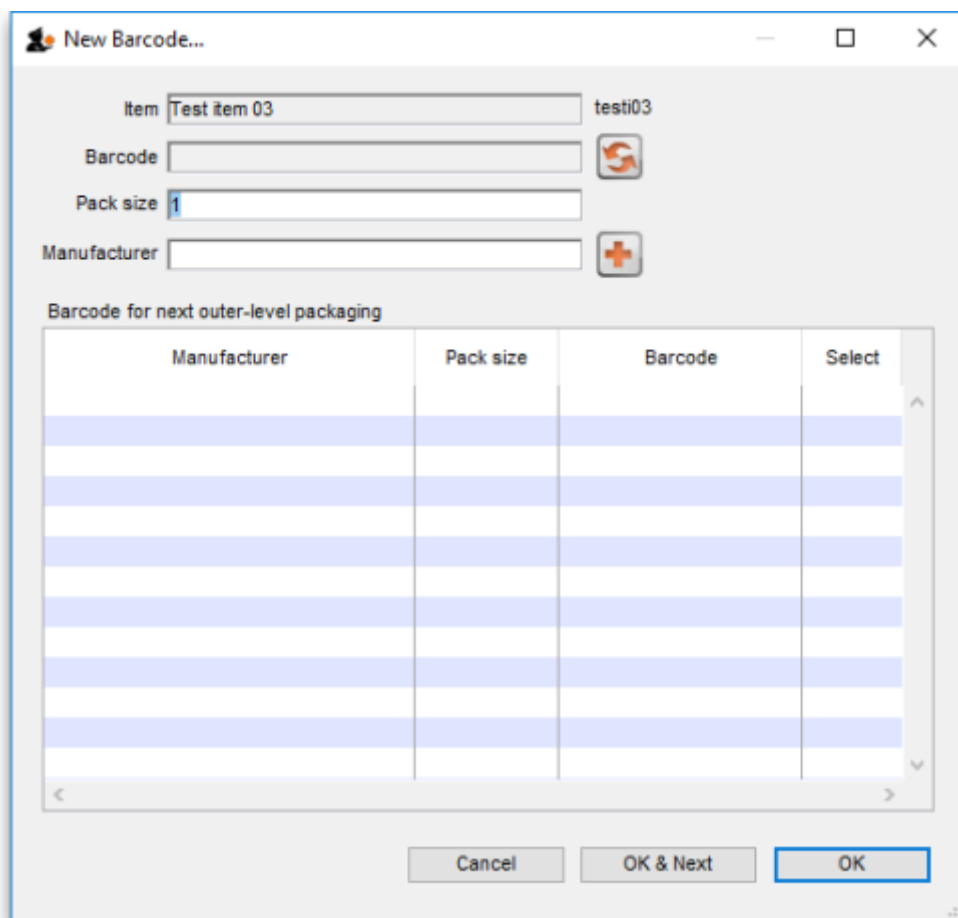 New Barcode...
Item Test item 03 testi03
Barcode
Pack size 1
Manufacturer
Barcode for next outer-level packaging
Manufacturer Pack size Barcode Select
Cancel OK & Next OK